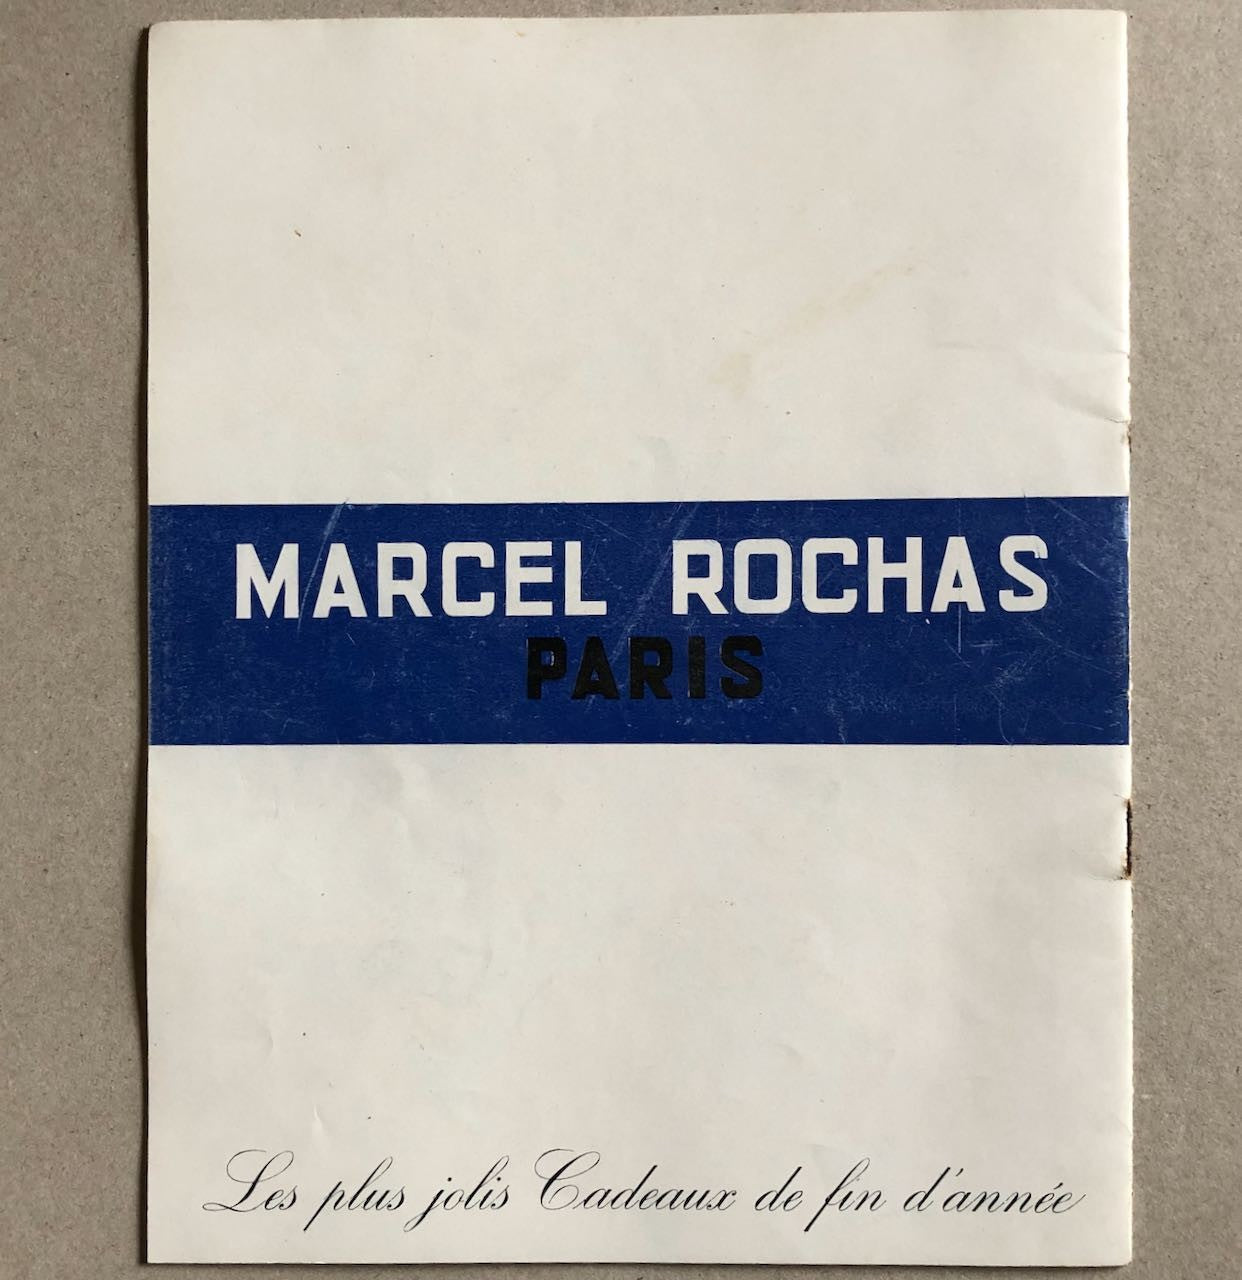 MARCEL ROCHAS
PARIS
Les plus jolis Cadeaux de fin d'année